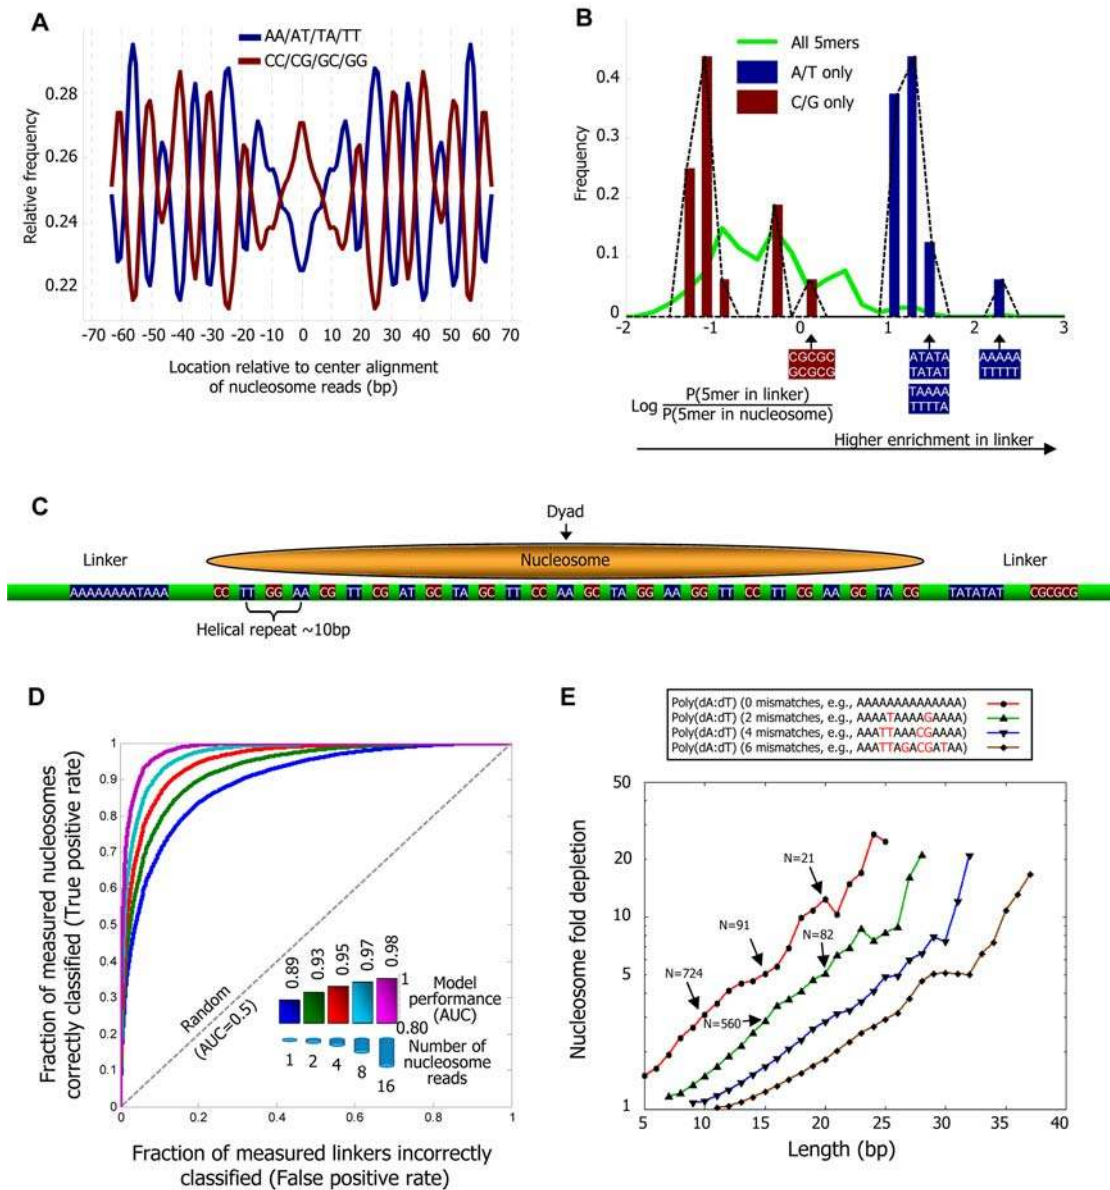 A
AA/AT/TA/TT
CC/CG/GC/GG
Relative frequency
0.28
0.26
0.24
0.22
-70 -60 -50 -40 -30 -20 -10 0 10 20 30 40 50 60 70
Location relative to center alignment
of nucleosome reads (bp)
B
All 5mers
A/T only
C/G only
Frequency
0.4
0.3
0.2
0.1
0
-2 -1 0 1 2 3
CGCGC
GCGCG
ATATA
TATAT
TAAAA
TTTTA
AAAAA
TTTTT
Log P(5mer in linker)
P(5mer in nucleosome)
Higher enrichment in linker
C
Dyad
Linker
Nucleosome
Linker
AAAAAAAATAAA CC TT GG AA CG TT CG AT GC TA GC TT CC AA GC TA GG AA GG TT CC TT CG AA GC TA CG TATATAT CGCGCG
Helical repeat ~10bp
D
Fraction of measured nucleosomes
correctly classified (True positive rate)
1
0.9
0.8
0.7
0.6
0.5
0.4
0.3
0.2
0.1
0
0 0.2 0.4 0.6 0.8 1
Random
(AUC=0.5)
0.89 0.93 0.95 0.97 0.98
1
Model
performance
(AUC)
0.80
Number of
nucleosome
reads
1 2 4 8 16
Fraction of measured linkers incorrectly
classified (False positive rate)
E
Poly(dA:dT) (0 mismatches, e.g., AAAAAAAAAAAAAA)
Poly(dA:dT) (2 mismatches, e.g., AAAATAAAAGAAAA)
Poly(dA:dT) (4 mismatches, e.g., AAATTAAACGAAAA)
Poly(dA:dT) (6 mismatches, e.g., AAATTAGACGATAA)
Nucleosome fold depletion
50
20
10
5
1
N=21
N=91
N=82
N=724
N=560
5 10 15 20 25 30 35 40
Length (bp)